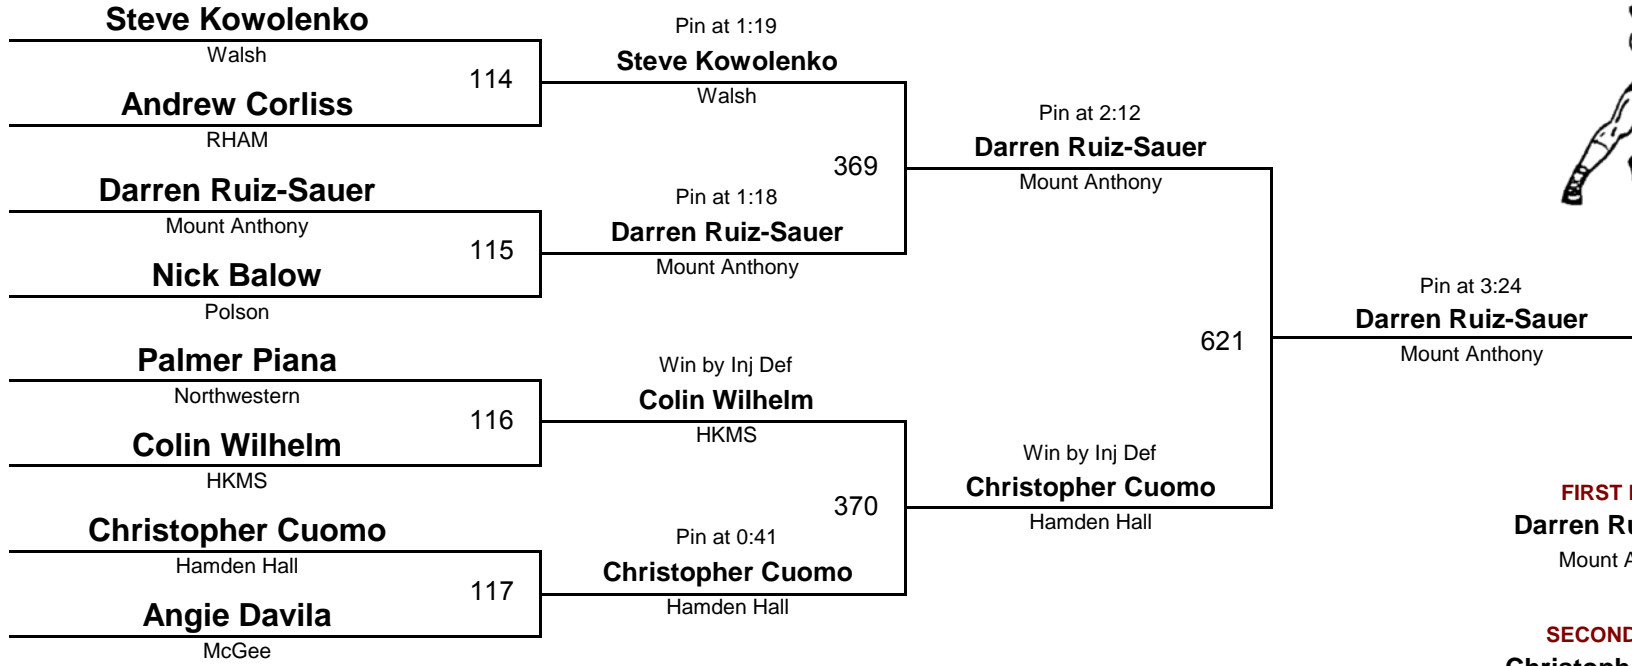 Steve Kowolenko
Walsh
114
Andrew Corliss
RHAM
Darren Ruiz-Sauer
Mount Anthony
115
Nick Balow
Polson
Palmer Piana
Northwestern
116
Colin Wilhelm
HKMS
Christopher Cuomo
Hamden Hall
117
Angie Davila
McGee
Pin at 1:19
Steve Kowolenko
Walsh
369
Pin at 1:18
Darren Ruiz-Sauer
Mount Anthony
Win by Inj Def
Colin Wilhelm
HKMS
370
Pin at 0:41
Christopher Cuomo
Hamden Hall
Pin at 2:12
Darren Ruiz-Sauer
Mount Anthony
621
Win by Inj Def
Christopher Cuomo
Hamden Hall
Pin at 3:24
Darren Ruiz-Sauer
Mount Anthony
FIRST
Darren
Mount
SECOND